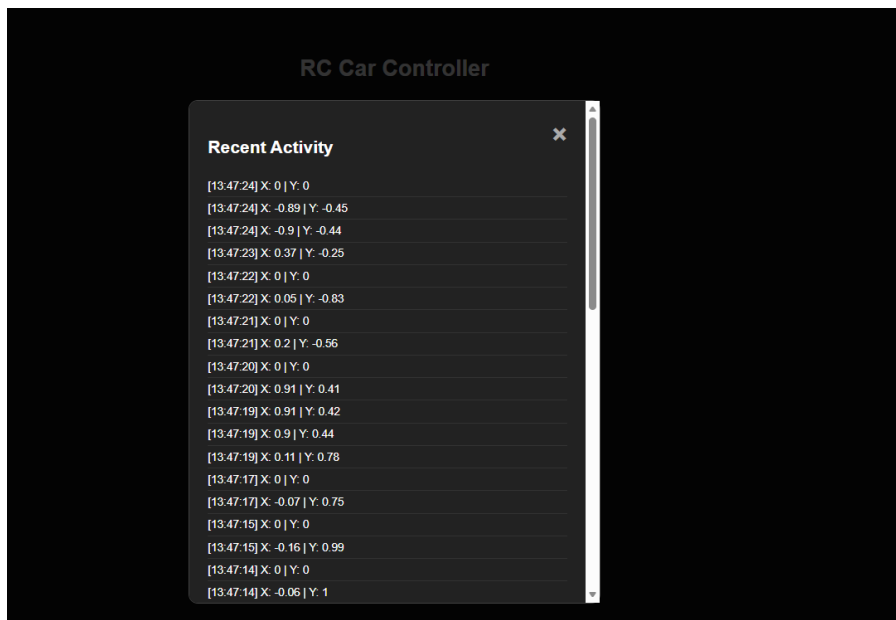 RC Car Controller
×
Recent Activity
[13:47:24] X: 0 | Y: 0
[13:47:24] X: -0.89 | Y: -0.45
[13:47:24] X: -0.9 | Y: -0.44
[13:47:23] X: 0.37 | Y: -0.25
[13:47:22] X: 0 | Y: 0
[13:47:22] X: 0.05 | Y: -0.83
[13:47:21] X: 0 | Y: 0
[13:47:21] X: 0.2 | Y: -0.56
[13:47:20] X: 0 | Y: 0
[13:47:20] X: 0.91 | Y: 0.41
[13:47:19] X: 0.91 | Y: 0.42
[13:47:19] X: 0.9 | Y: 0.44
[13:47:19] X: 0.11 | Y: 0.78
[13:47:17] X: 0 | Y: 0
[13:47:17] X: -0.07 | Y: 0.75
[13:47:15] X: 0 | Y: 0
[13:47:15] X: -0.16 | Y: 0.99
[13:47:14] X: 0 | Y: 0
[13:47:14] X: -0.06 | Y: 1